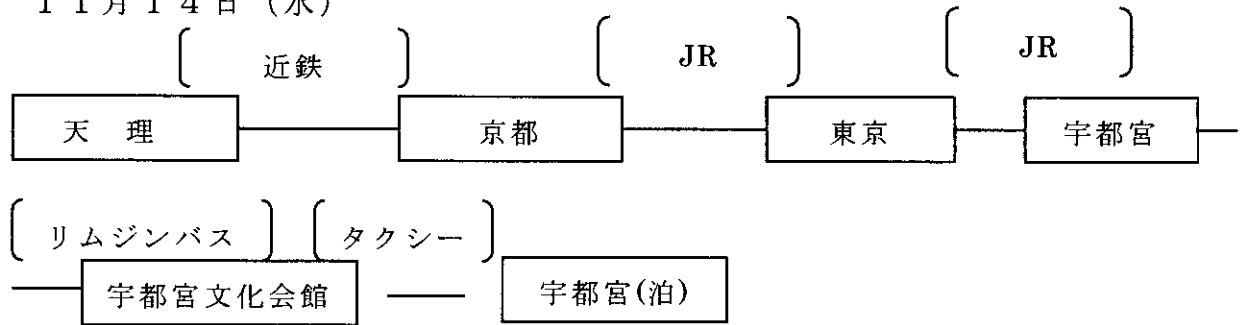 11月14日(水)
近鉄 JR JR
天 理 京都 東京 宇都宮
リムジンバス タクシー
宇都宮文化会館 宇都宮(泊)